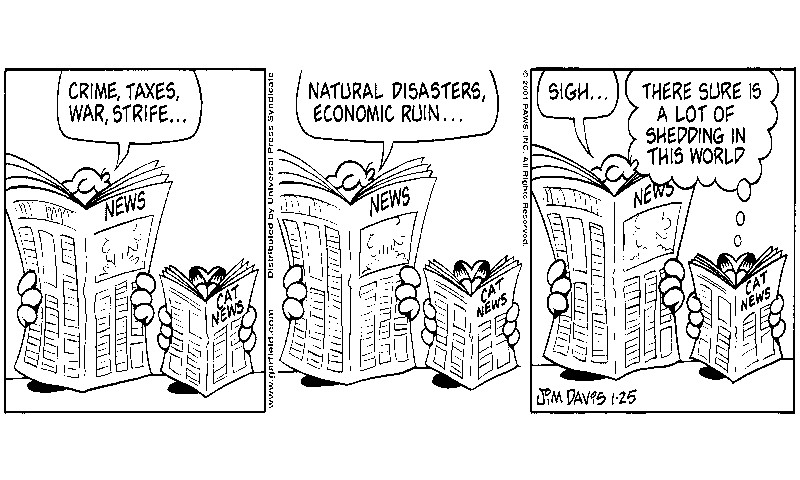 CRIME, TAXES,
WAR, STRIFE...
NEWS
CAT
NEWS
www.garfield.com Distributed by Universal Press Syndicate
NATURAL DISASTERS,
ECONOMIC RUIN...
NEWS
CAT
NEWS
© 2001 PAWS, INC. All Rights Reserved.
SIGH...
THERE SURE IS
A LOT OF
SHEDDING IN
THIS WORLD
NEWS
CAT
NEWS
JIM DAVIS 1·25